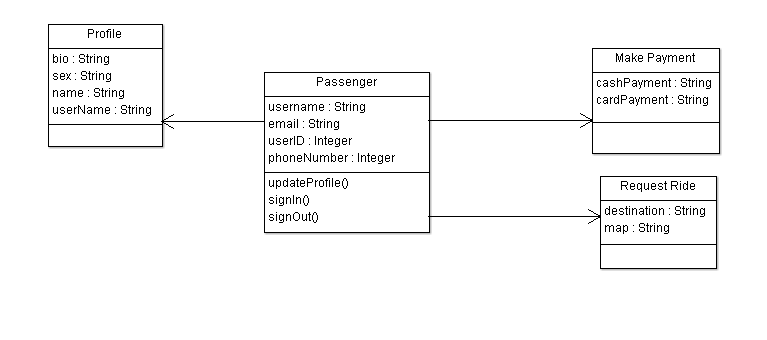 Profile
bio : String
sex : String
name : String
userName : String
Passenger
username : String
email : String
userID : Integer
phoneNumber : Integer
updateProfile()
signIn()
signOut()
Make Payment
cashPayment : String
cardPayment : String
Request Ride
destination : String
map : String